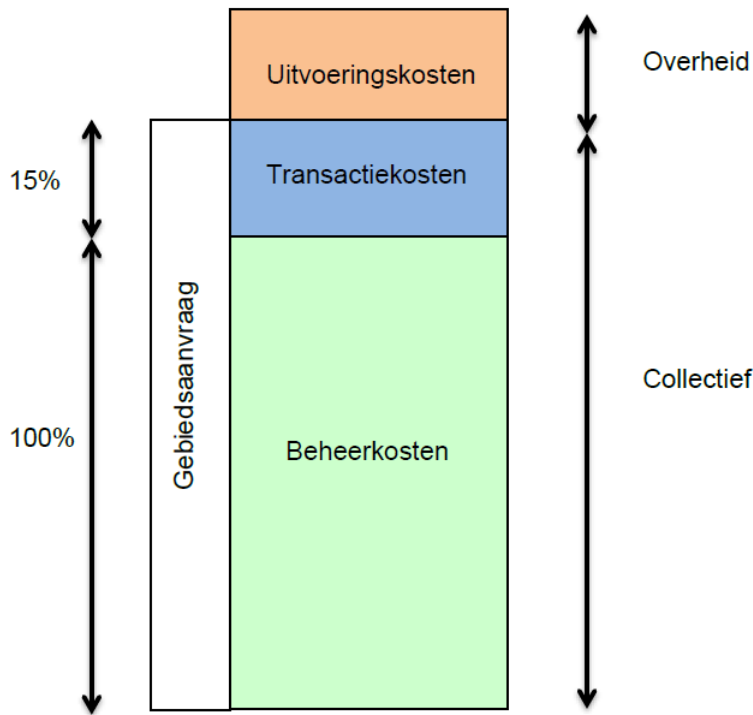 Uitvoeringskosten
Overheid
15%
Transactiekosten
Gebiedsaanvraag
Collectief
100%
Beheerkosten